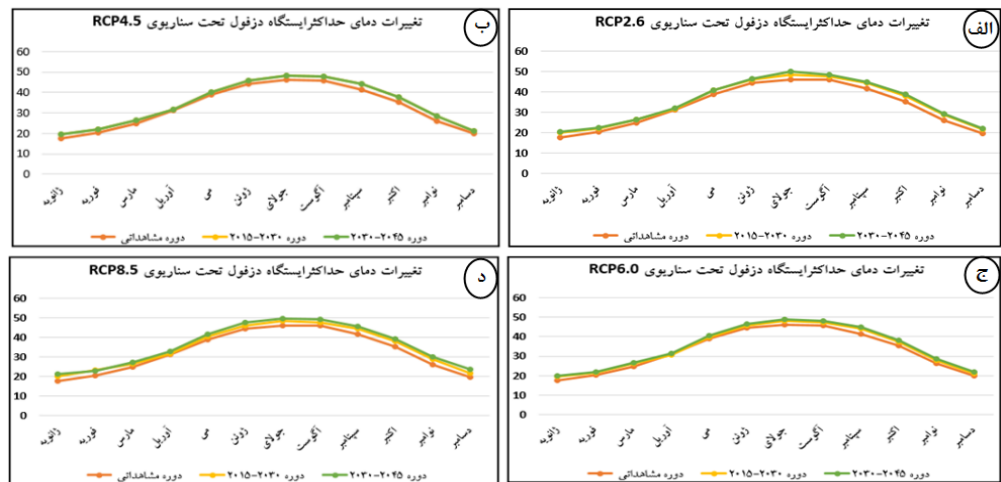 الف
تغییرات دمای حداکثرایستگاه دزفول تحت سناریوی RCP2.6
60
50
40
30
20
10
0
ژانویه فوریه مارس آوریل می ژوئن جولای آگوست سپتامبر اکتبر نوامبر دسامبر
دوره مشاهداتی دوره ۲۰۱۵-۲۰۳۰ دوره ۲۰۳۰-۲۰۴۵
ب
تغییرات دمای حداکثرایستگاه دزفول تحت سناریوی RCP4.5
60
50
40
30
20
10
0
ژانویه فوریه مارس آوریل می ژوئن جولای آگوست سپتامبر اکتبر نوامبر دسامبر
دوره مشاهداتی دوره ۲۰۱۵-۲۰۳۰ دوره ۲۰۳۰-۲۰۴۵
ج
تغییرات دمای حداکثرایستگاه دزفول تحت سناریوی RCP6.0
60
50
40
30
20
10
0
ژانویه فوریه مارس آوریل می ژوئن جولای آگوست سپتامبر اکتبر نوامبر دسامبر
دوره مشاهداتی دوره ۲۰۱۵-۲۰۳۰ دوره ۲۰۳۰-۲۰۴۵
د
تغییرات دمای حداکثرایستگاه دزفول تحت سناریوی RCP8.5
60
50
40
30
20
10
0
ژانویه فوریه مارس آوریل می ژوئن جولای آگوست سپتامبر اکتبر نوامبر دسامبر
دوره مشاهداتی دوره ۲۰۱۵-۲۰۳۰ دوره ۲۰۳۰-۲۰۴۵